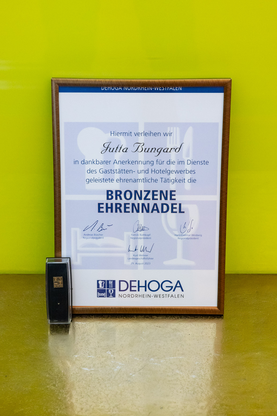 DEHOGA NORDRHEIN-WESTFALEN
Hiermit verleihen wir
Jutta Bungard
in dankbarer Anerkennung für die im Dienste
des Gaststätten- und Hotelgewerbes
geleistete ehrenamtliche Tätigkeit die
BRONZENE
EHRENNADEL
DEHOGA
NORDRHEIN-WESTFALEN